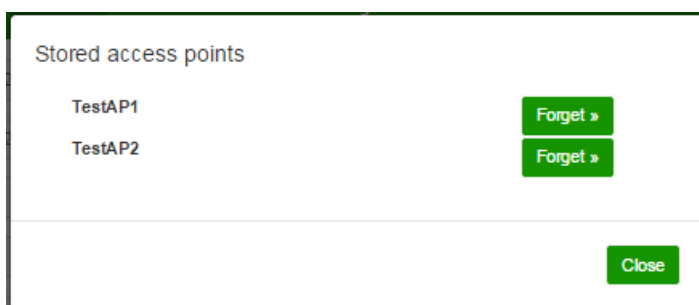 Stored access points
TestAP1
Forget »
TestAP2
Forget »
Close